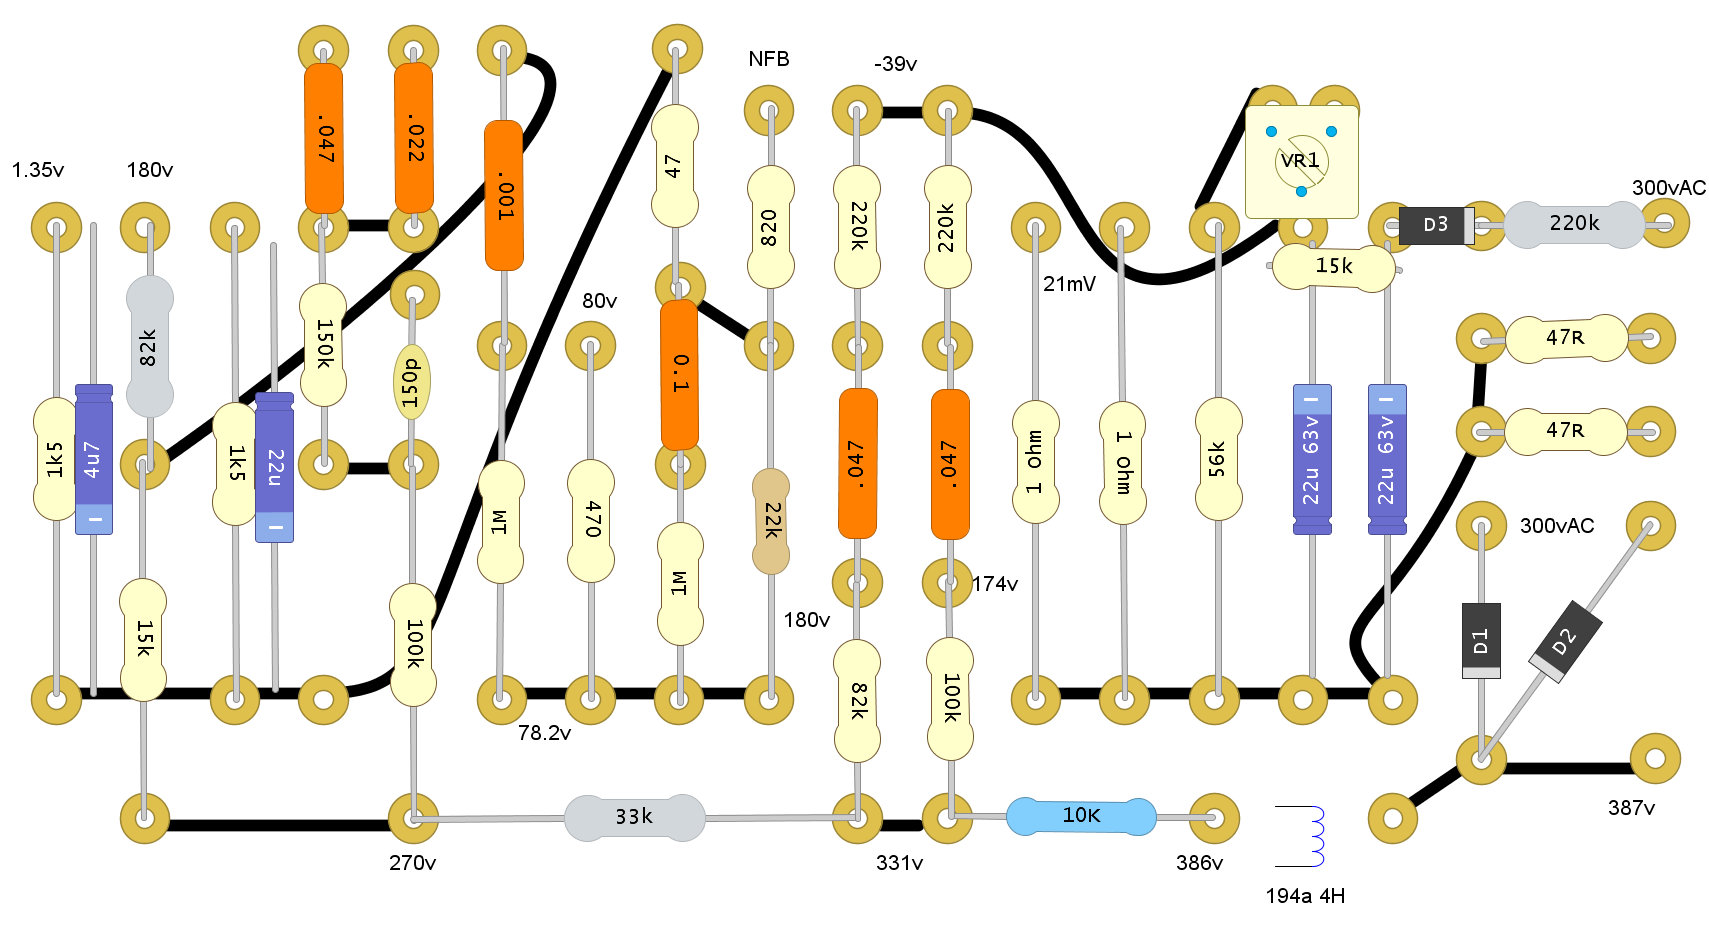 NFB
-39v
.047
.022
.001
47
VR1
1.35v
180v
300vAC
820
220k
220k
D3
220k
15k
21mV
80v
82k
150k
150p
0.1
47R
47R
1k5
4u7
1k5
22n
.047
.047
1 ohm
1 ohm
56k
22u 63v
22u 63v
1M
470
22k
300vAC
1M
174v
180v
15k
100k
D1
D2
82k
100k
78.2v
33k
10K
387v
270v
331v
386v
194a 4H